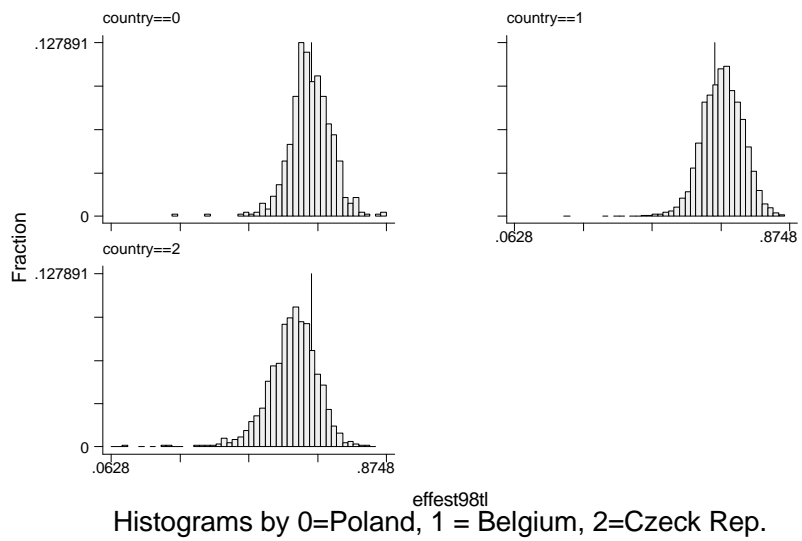 country==0
country==1
.127891
0
.0628
.8748
Fraction
country==2
.127891
0
.0628
.8748
effest98tl
Histograms by 0=Poland, 1 = Belgium, 2=Czeck Rep.